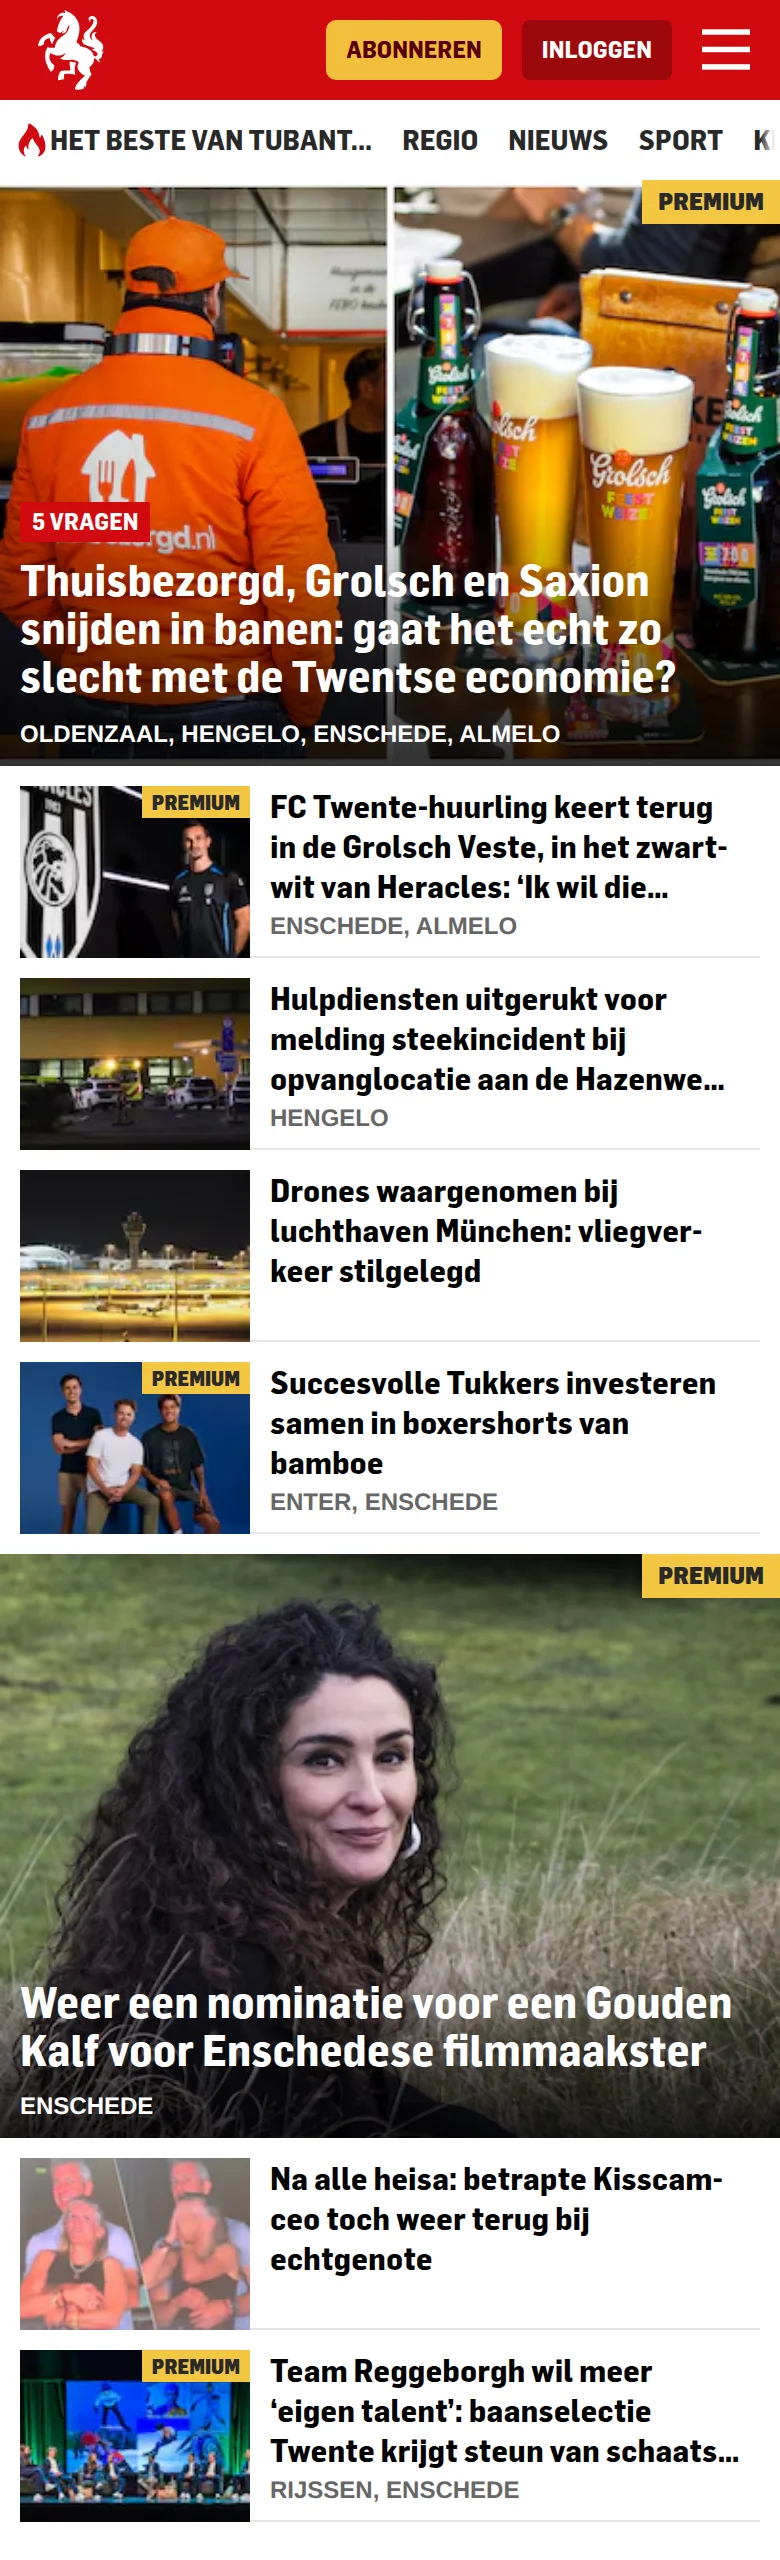 ABONNEREN
INLOGGEN
HET BESTE VAN TUBANT...
REGIO
NIEUWS
SPORT
PREMIUM
Grolsch
FEEST
WEIZEN
5 VRAGEN
Thuisbezorgd, Grolsch en Saxion
snijden in banen: gaat het echt zo
slecht met de Twentse economie?
OLDENZAAL, HENGELO, ENSCHEDE, ALMELO
PREMIUM
FC Twente-huurling keert terug
in de Grolsch Veste, in het zwart-
wit van Heracles: ‘Ik wil die...
ENSCHEDE, ALMELO
Hulpdiensten uitgerukt voor
melding steekincident bij
opvanglocatie aan de Hazenwe...
HENGELO
Drones waargenomen bij
luchthaven München: vliegver-
keer stilgelegd
PREMIUM
Succesvolle Tukkers investeren
samen in boxershorts van
bamboe
ENTER, ENSCHEDE
PREMIUM
Weer een nominatie voor een Gouden
Kalf voor Enschedese filmmaakster
ENSCHEDE
Na alle heisa: betrapte Kisscam-
ceo toch weer terug bij
echtgenote
PREMIUM
Team Reggeborgh wil meer
‘eigen talent’: baanselectie
Twente krijgt steun van schaats...
RIJSSEN, ENSCHEDE